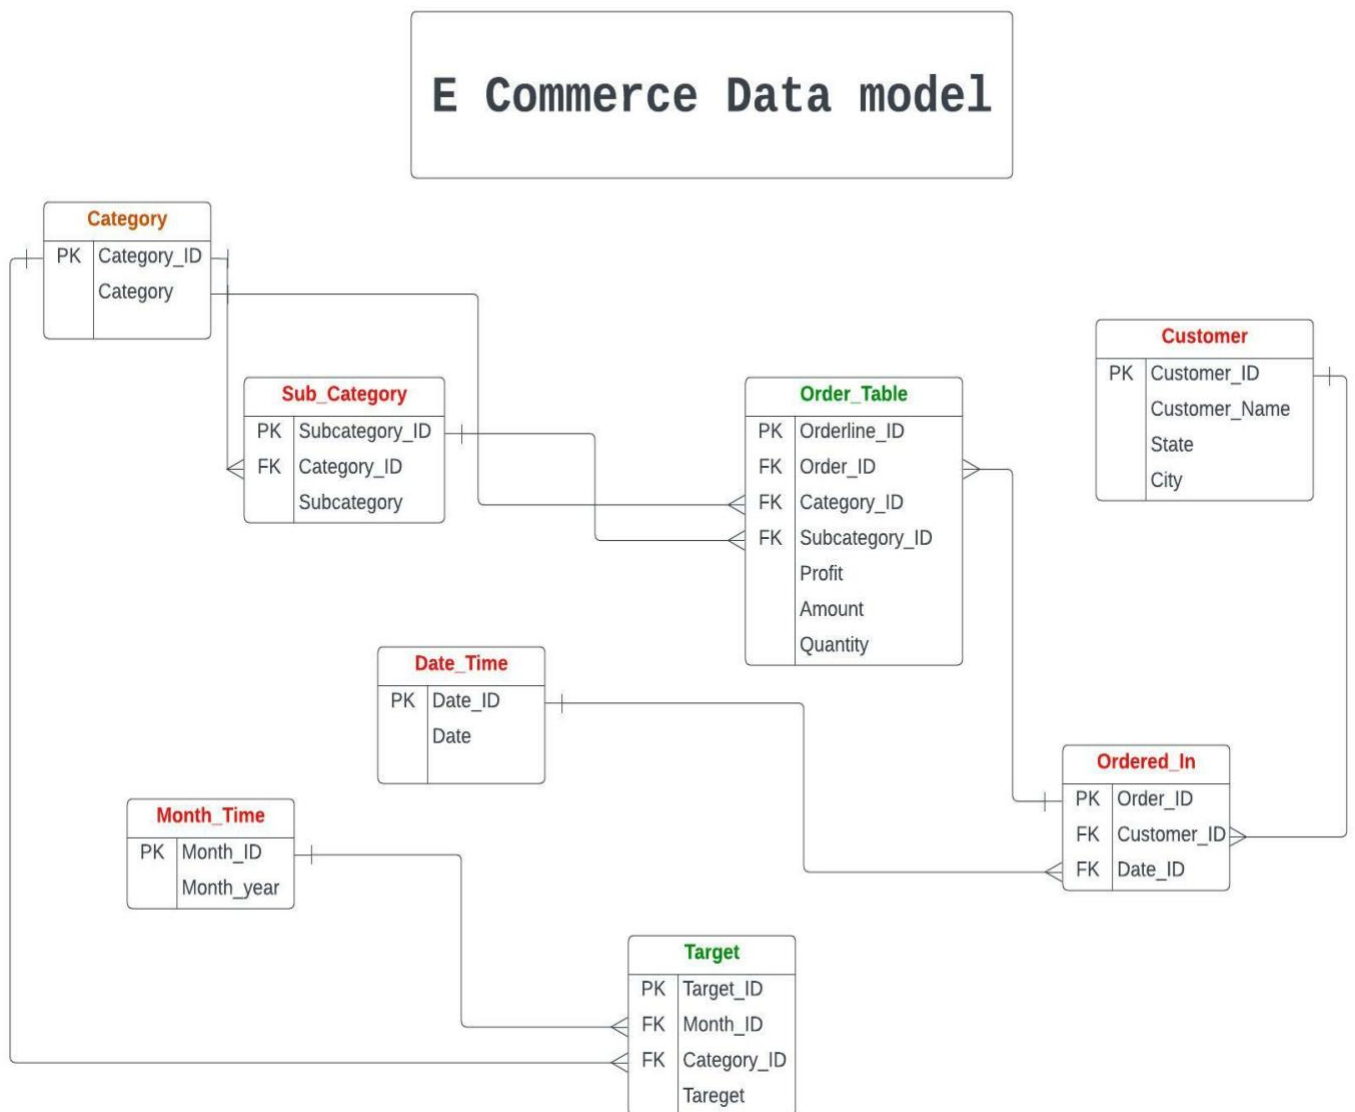 E Commerce Data model
Category
PK Category_ID
Category
Customer
PK Customer_ID
Customer_Name
State
City
Sub_Category
PK Subcategory_ID
FK Category_ID
Subcategory
Order_Table
PK Orderline_ID
FK Order_ID
FK Category_ID
FK Subcategory_ID
Profit
Amount
Quantity
Date_Time
PK Date_ID
Date
Ordered_In
PK Order_ID
FK Customer_ID
FK Date_ID
Month_Time
PK Month_ID
Month_year
Target
PK Target_ID
FK Month_ID
FK Category_ID
Tareget